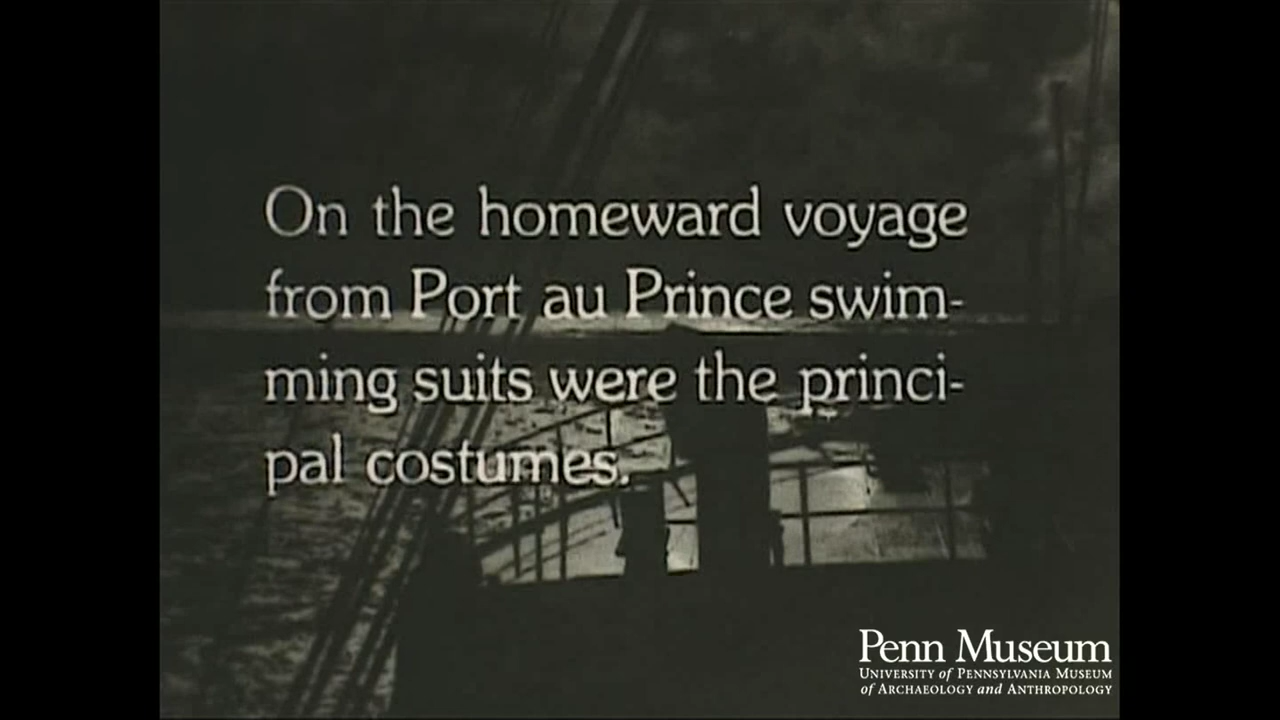 On the homeward voyage
from Port au Prince swim-
ming suits were the princi-
pal costumes.
Penn Museum
UNIVERSITY of PENNSYLVANIA MUSEUM
of ARCHAEOLOGY and ANTHROPOLOGY